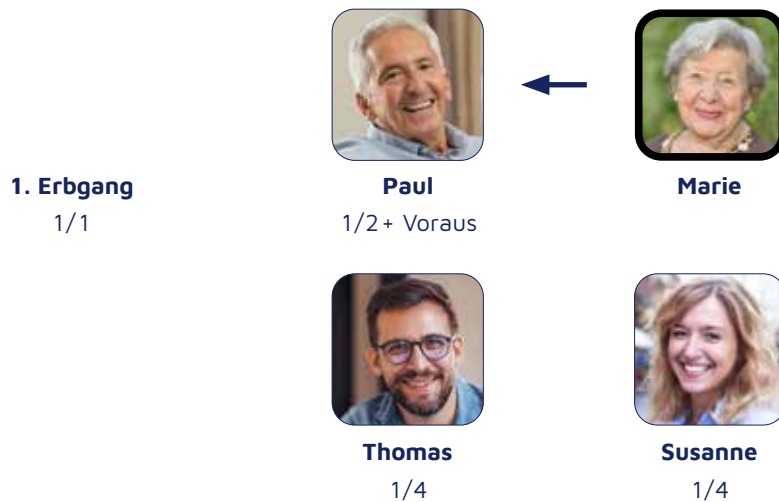 1. Erbgang
1/1
Paul
1/2 + Voraus
Marie
Thomas
1/4
Susanne
1/4